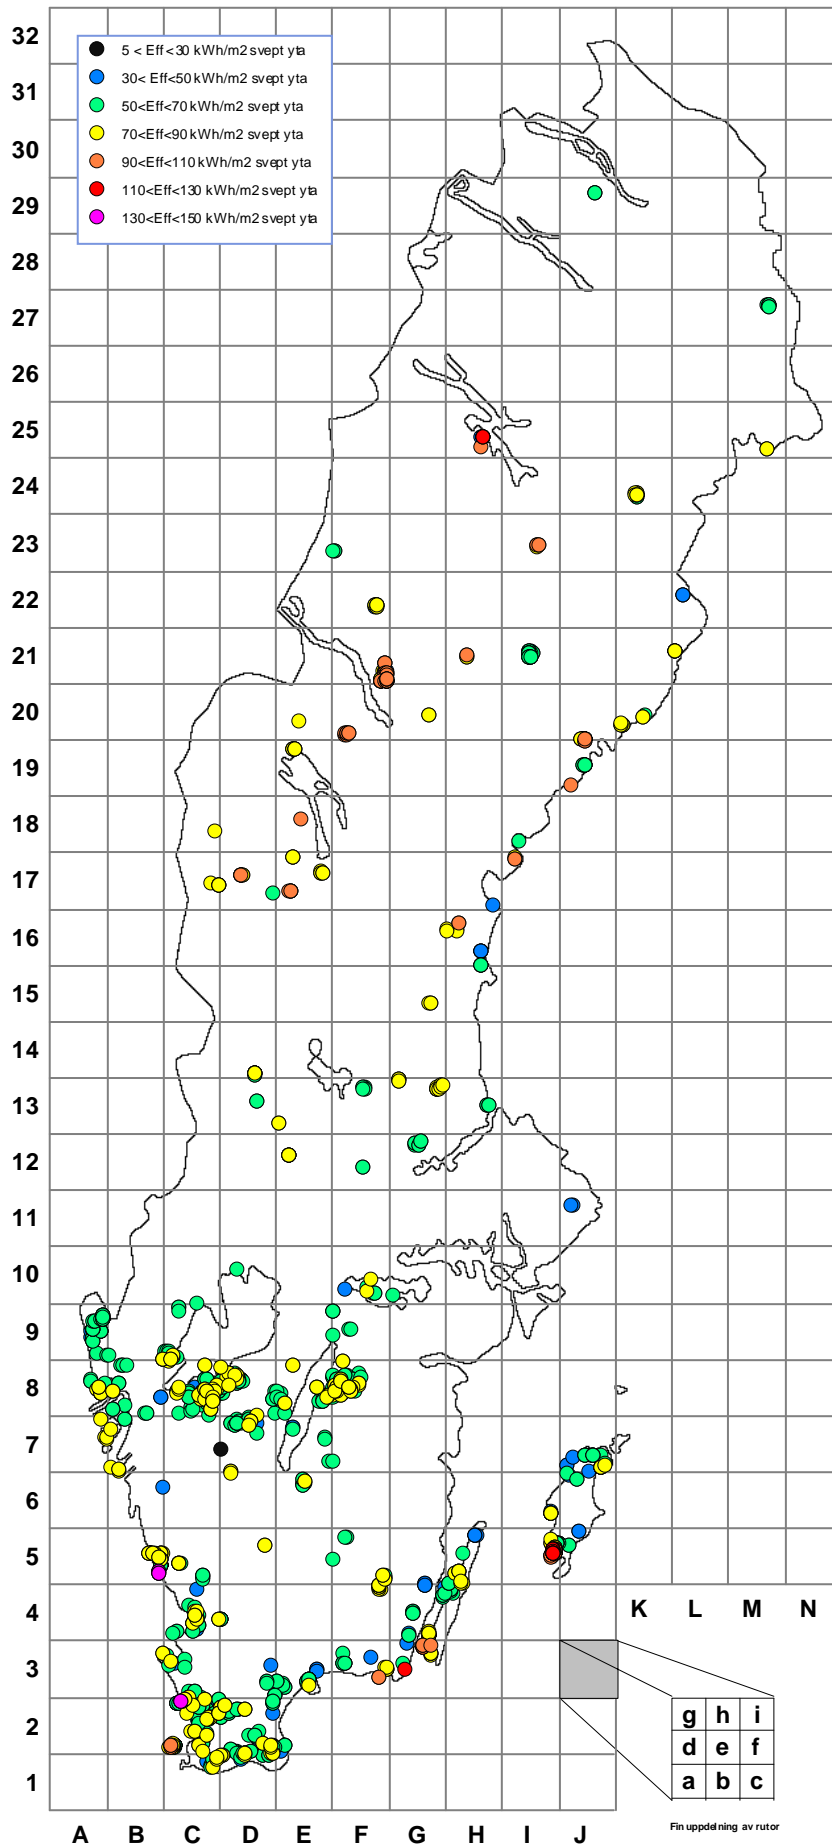 32
5 < Eff<30 kWh/m2 svept yta
30< Eff<50 kWh/m2 svept yta
31
50<Eff<70 kWh/m2 svept yta
70<Eff<90 kWh/m2 svept yta
30
90<Eff<110 kWh/m2 svept yta
110<Eff<130 kWh/m2 svept yta
29
130<Eff<150 kWh/m2 svept yta
28
27
26
25
24
23
22
21
20
19
18
17
16
15
14
13
12
11
10
9
8
7
6
5
4
K L M N
3
g h i
2
d e f
a b c
1
Fin uppdelning av rutor
A B C D E F G H I J